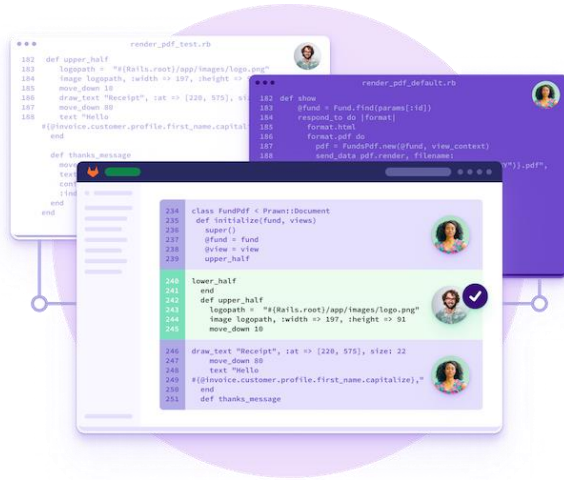 render_pdf_test.rb
182 def upper_half
183 logopath = "#{Rails.root}/app/images/logo.png"
184 image logopath, :width => 197, :height =>
185 move_down 10
186 draw_text "Receipt", :at => [220, 575], siz
187 move_down 80
188 text "Hello
#{@invoice.customer.profile.first_name.capitali
end
def thanks_message
move
text
con
:ind
end
end
render_pdf_default.rb
182 def show
183 @fund = Fund.find(params[:id])
184 respond_to do |format|
185 format.html
186 format.pdf do
187 pdf = FundsPdf.new(@fund, view_context)
188 send_data pdf.render, filename:
Y")}.pdf",
234 class FundPdf < Prawn::Document
235 def initialize(fund, views)
236 super()
237 @fund = fund
238 @view = view
239 upper_half
240 lower_half
241 end
242 def upper_half
243 logopath = "#{Rails.root}/app/images/logo.png"
244 image logopath, :width => 197, :height => 91
245 move_down 10
246 draw_text "Receipt", :at => [220, 575], size: 22
247 move_down 80
248 text "Hello
249 #{@invoice.customer.profile.first_name.capitalize},"
250 end
251 def thanks_message